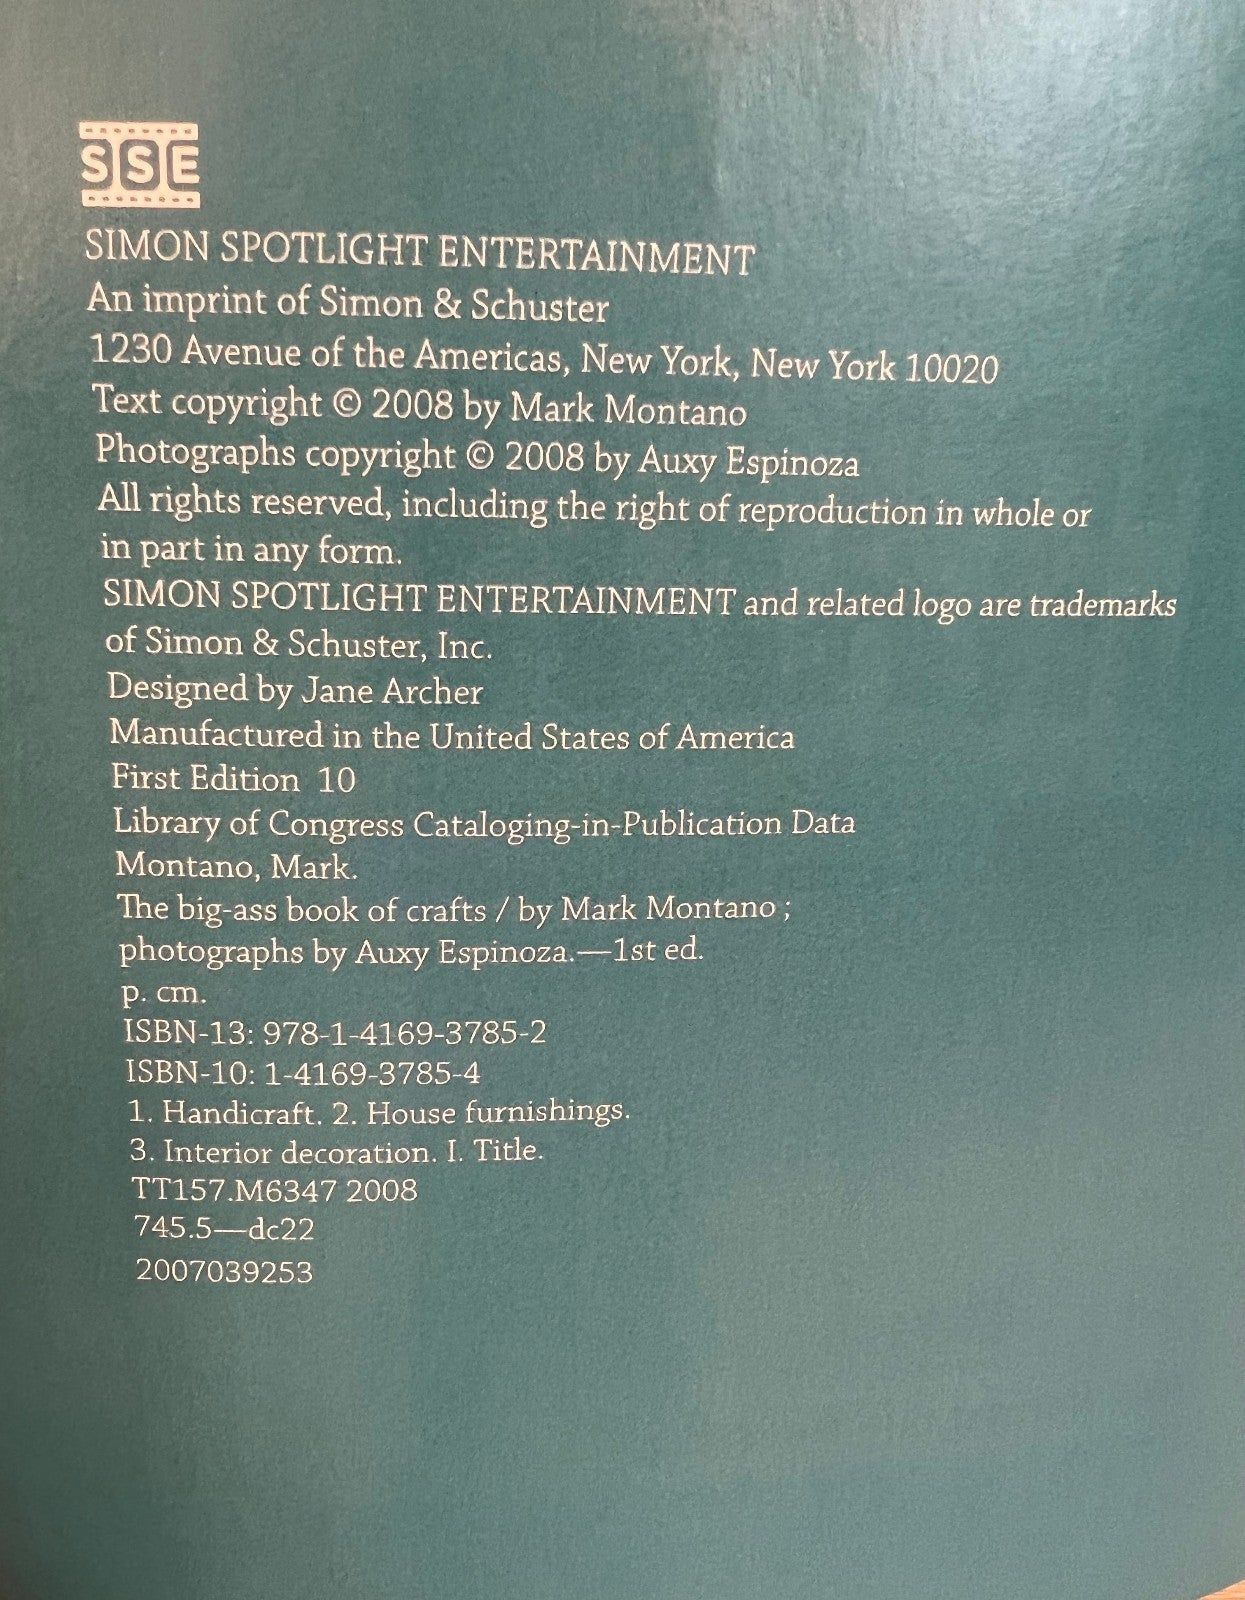 SSE
SIMON SPOTLIGHT ENTERTAINMENT
An imprint of Simon & Schuster
1230 Avenue of the Americas, New York, New York 10020
Text copyright © 2008 by Mark Montano
Photographs copyright © 2008 by Auxy Espinoza
All rights reserved, including the right of reproduction in whole or
in part in any form.
SIMON SPOTLIGHT ENTERTAINMENT and related logo are trademarks
of Simon & Schuster, Inc.
Designed by Jane Archer
Manufactured in the United States of America
First Edition 10
Library of Congress Cataloging-in-Publication Data
Montano, Mark.
The big-ass book of crafts / by Mark Montano ;
photographs by Auxy Espinoza.—1st ed.
p. cm.
ISBN-13: 978-1-4169-3785-2
ISBN-10: 1-4169-3785-4
1. Handicraft. 2. House furnishings.
3. Interior decoration. I. Title.
TT157.M6347 2008
745.5—dc22
2007039253